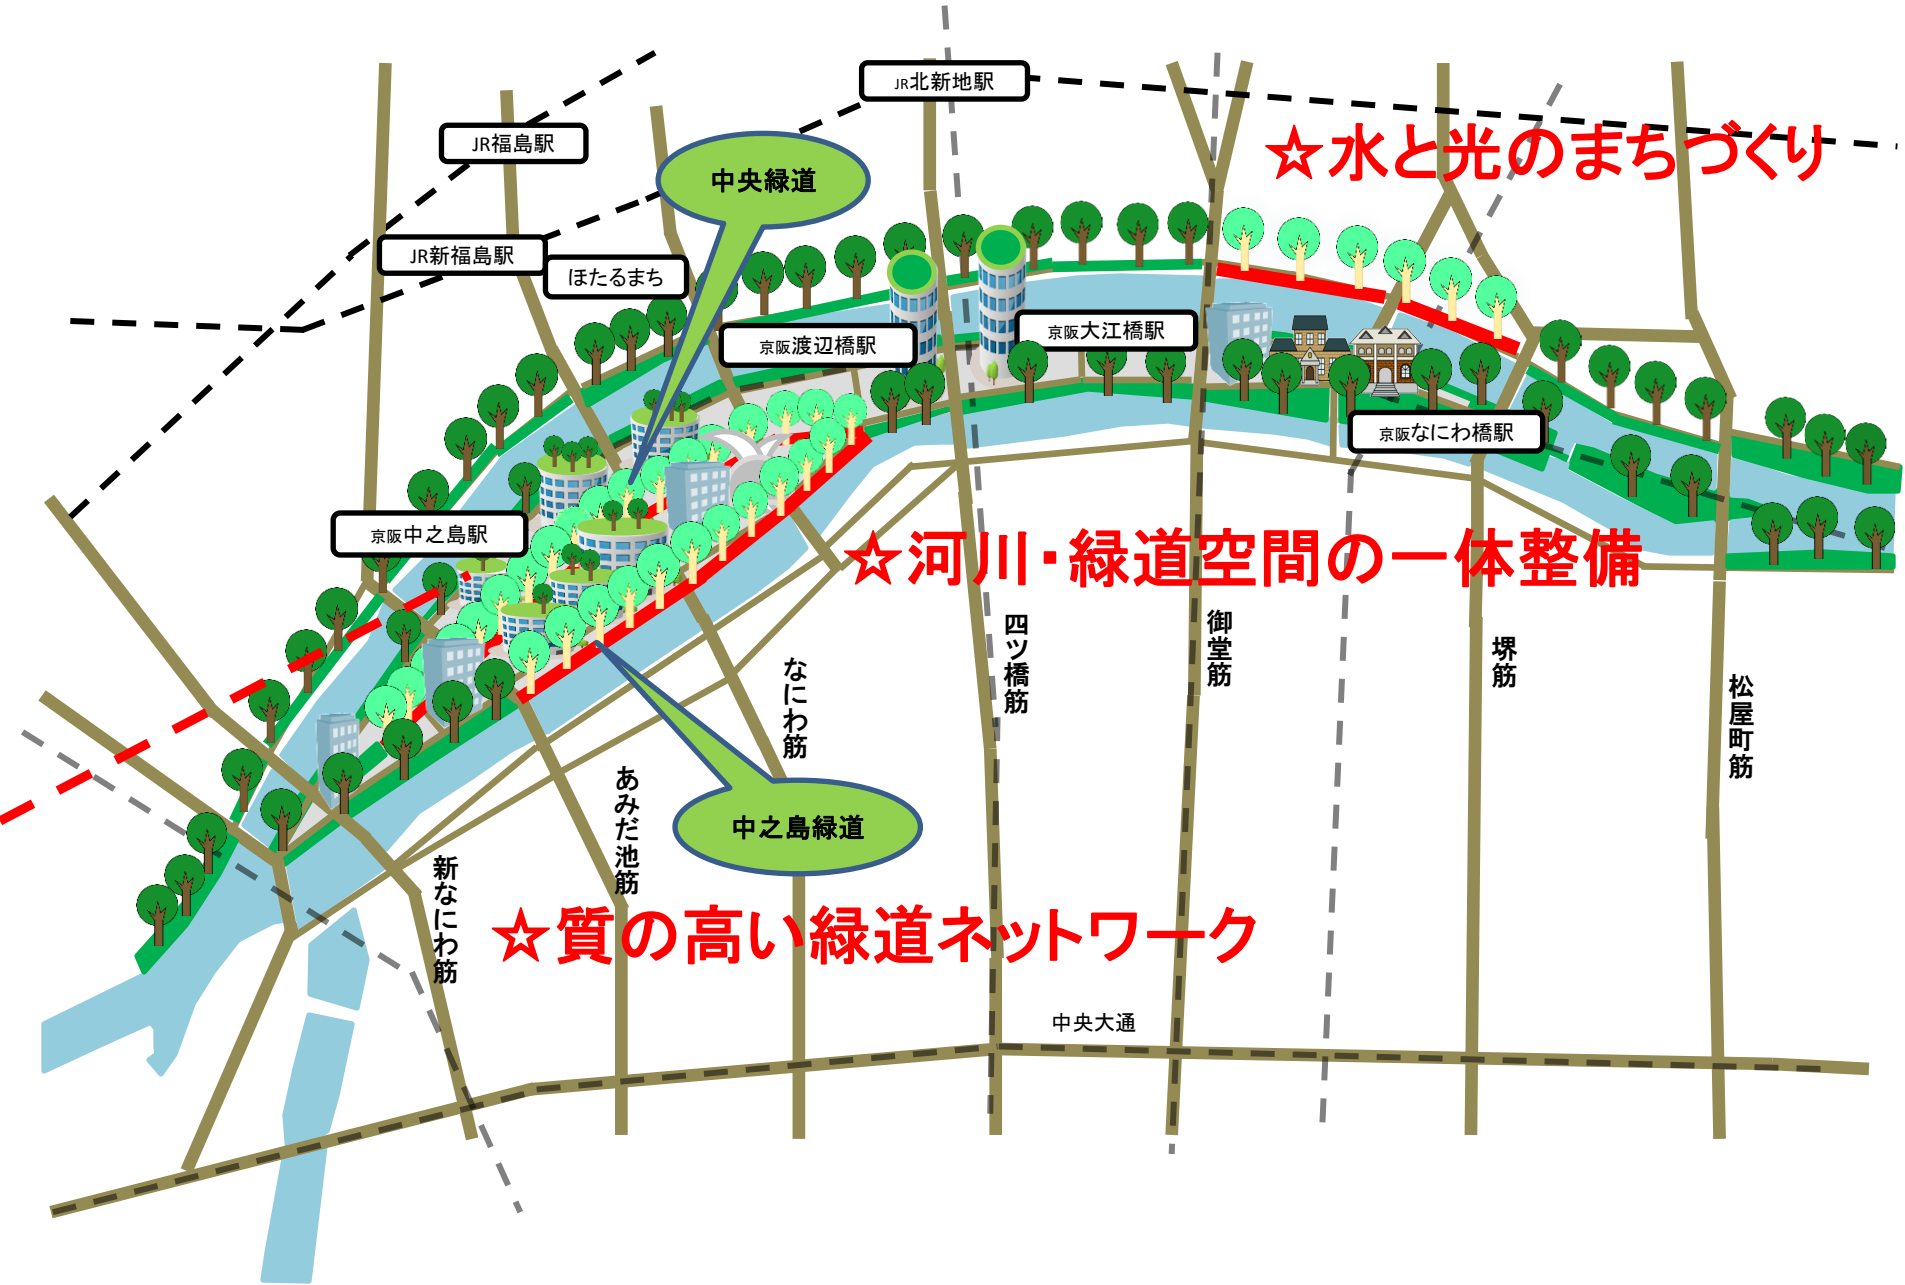 JR北新地駅
JR福島駅
☆水と光のまちづくり
中央緑道
JR新福島駅
ほたるまち
京阪渡辺橋駅
京阪大江橋駅
京阪なにわ橋駅
京阪中之島駅
☆河川・緑道空間の一体整備
四ツ橋筋
御堂筋
堺筋
松屋町筋
なにわ筋
あみだ池筋
中之島緑道
新なにわ筋
☆質の高い緑道ネットワーク
中央大通